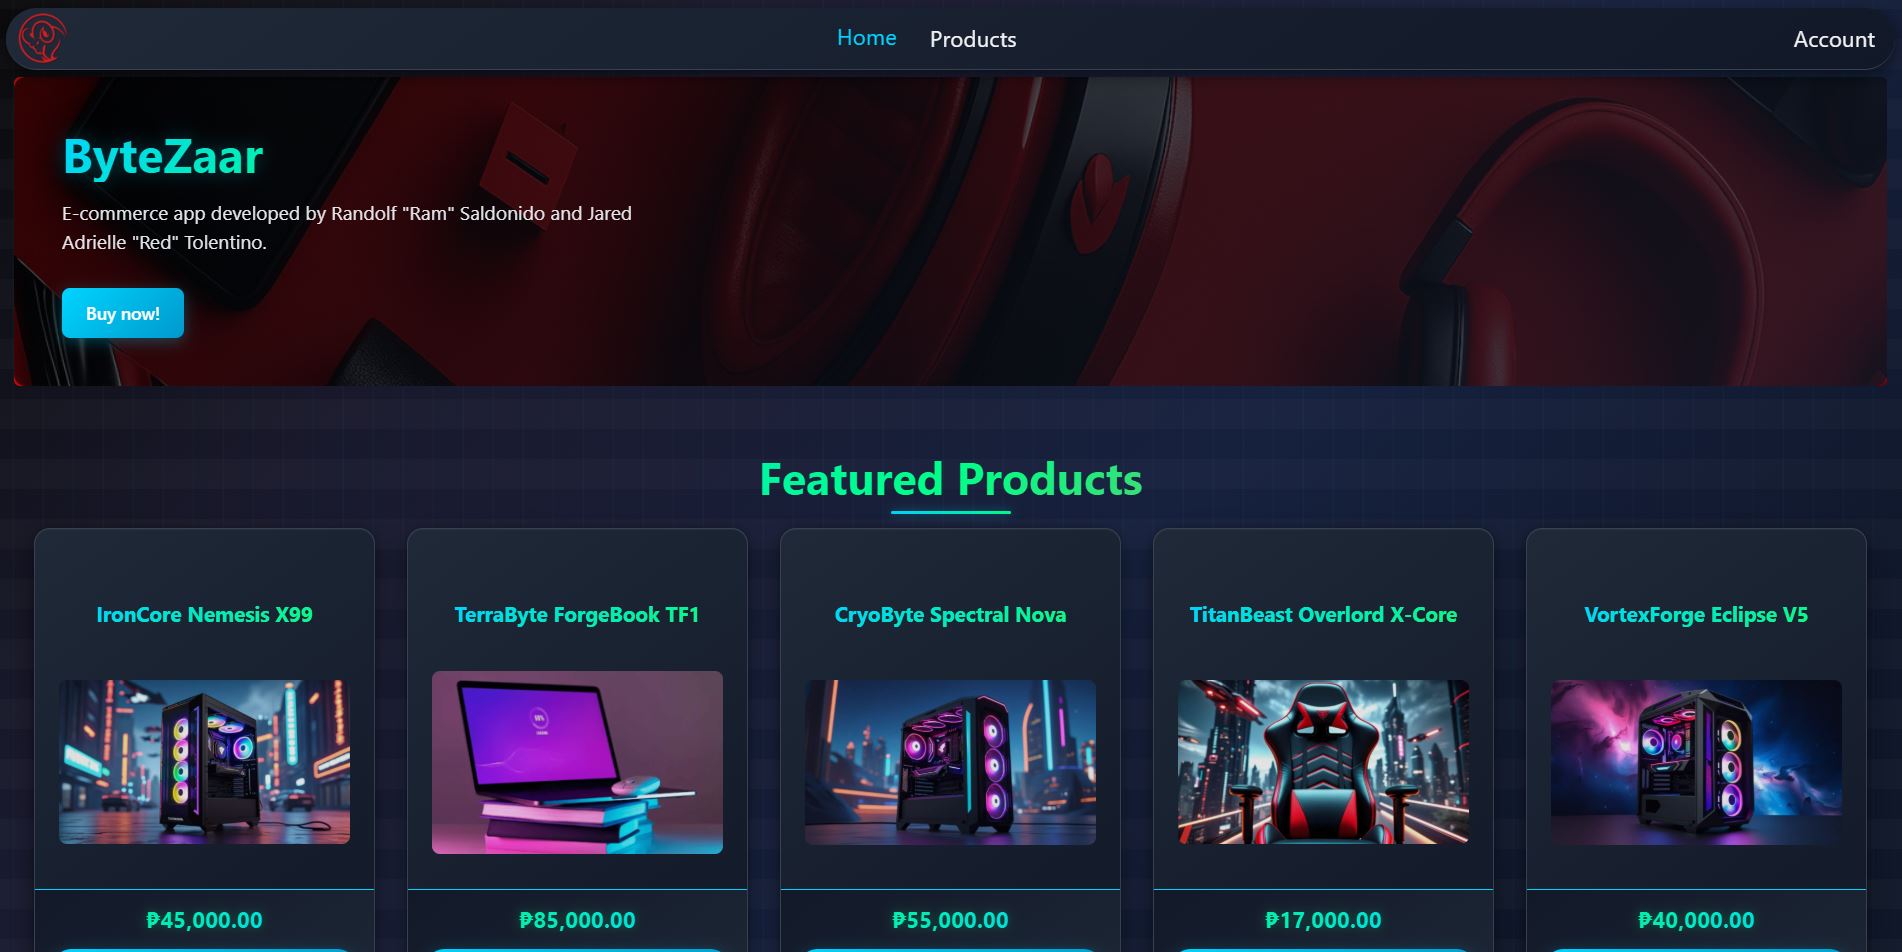 Home Products Account
ByteZaar
E-commerce app developed by Randolf "Ram" Saldonido and Jared
Adrielle "Red" Tolentino.
Buy now!
Featured Products
IronCore Nemesis X99
TerraByte ForgeBook TF1
CryoByte Spectral Nova
TitanBeast Overlord X-Core
VortexForge Eclipse V5
₱45,000.00
₱85,000.00
₱55,000.00
₱17,000.00
₱40,000.00